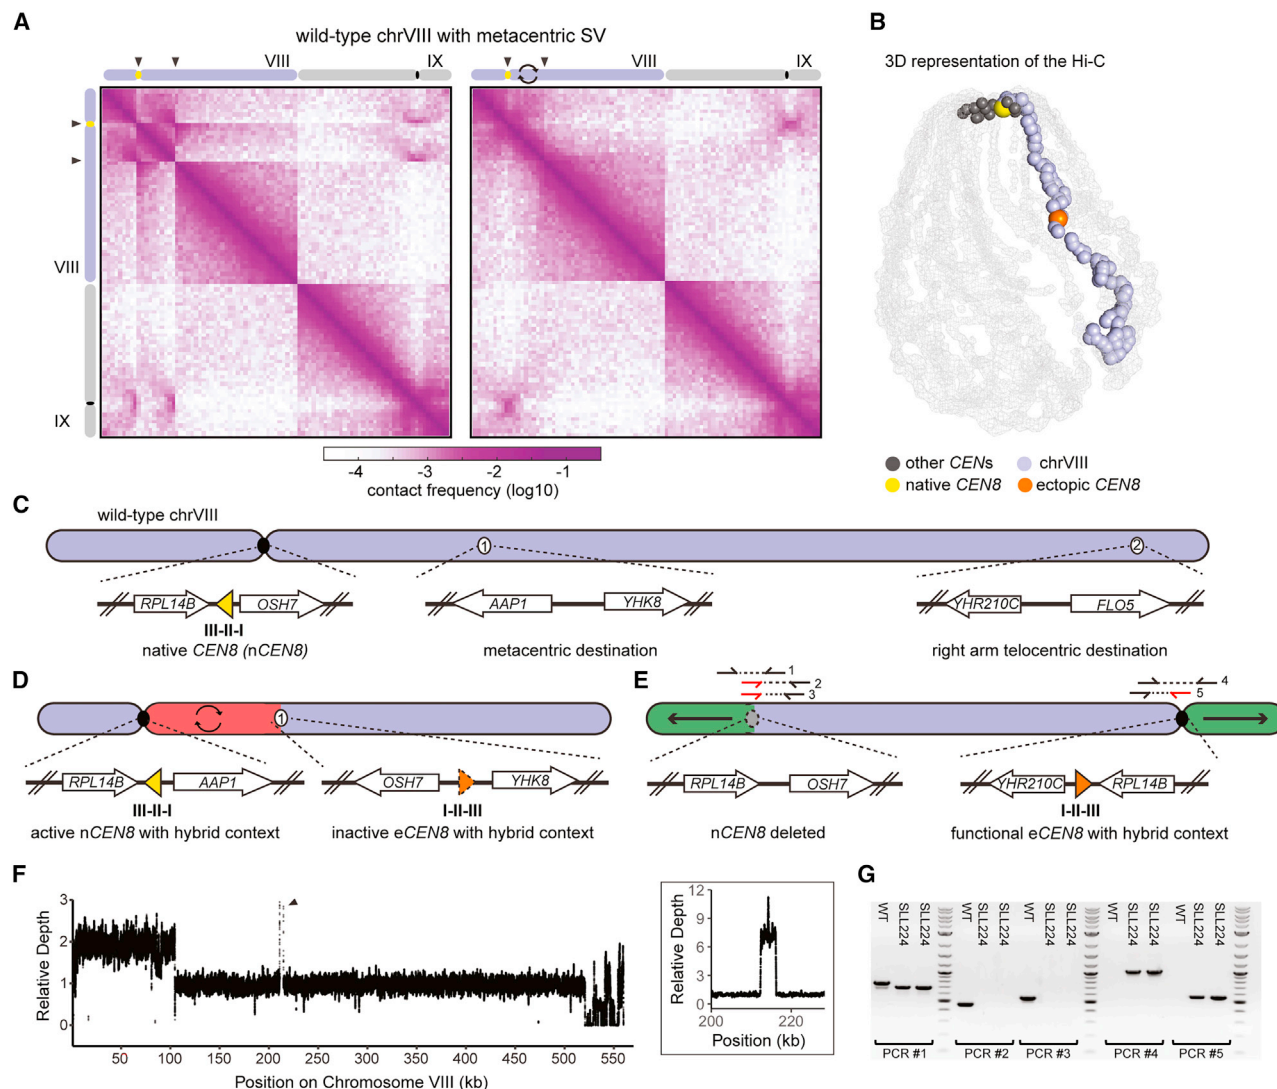 A
wild-type chrVIII with metacentric SV
VIII
IX
VIII
IX
VIII
IX
-4
-3
-2
-1
contact frequency (log10)
B
3D representation of the Hi-C
other CENs
chrVIII
native CEN8
ectopic CEN8
C
wild-type chrVIII
1
2
RPL14B
OSH7
III-II-I
native CEN8 (nCEN8)
AAP1
YHK8
metacentric destination
YHR210C
FLO5
right arm telocentric destination
D
1
RPL14B
AAP1
III-II-I
active nCEN8 with hybrid context
OSH7
YHK8
I-II-III
inactive eCEN8 with hybrid context
E
1
2
3
4
5
RPL14B
OSH7
nCEN8 deleted
YHR210C
RPL14B
I-II-III
functional eCEN8 with hybrid context
F
Relative Depth
3
2
1
0
50
100
150
200
250
300
350
400
450
500
550
Position on Chromosome VIII (kb)
Relative Depth
12
9
6
3
0
200
220
Position (kb)
G
WT
SLL224
SLL224
WT
SLL224
SLL224
WT
SLL224
SLL224
WT
SLL224
SLL224
WT
SLL224
SLL224
PCR #1
PCR #2
PCR #3
PCR #4
PCR #5